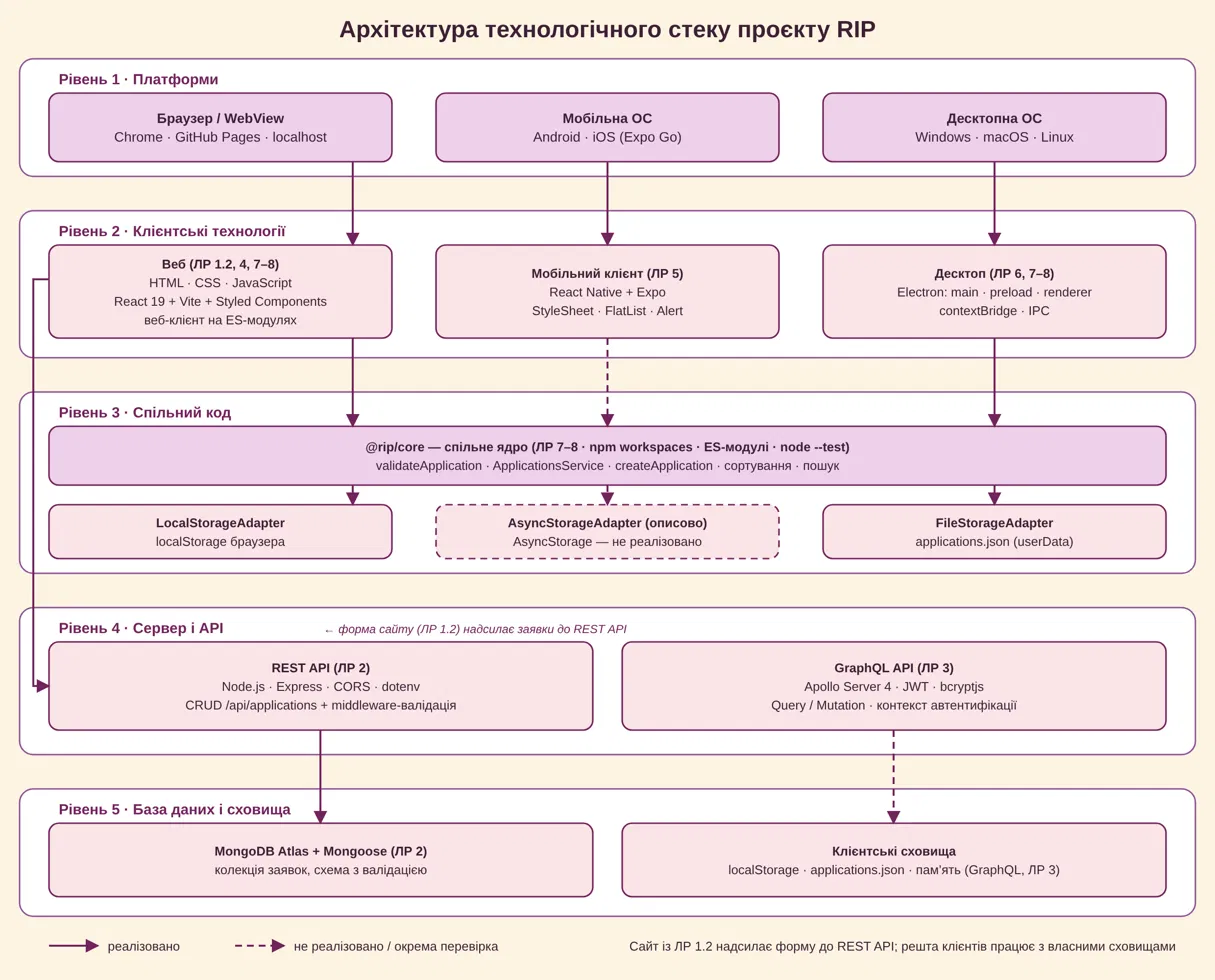 Архітектура технологічного стеку проєкту RIP
Рівень 1 · Платформи
Браузер / WebView
Chrome · GitHub Pages · localhost
Мобільна ОС
Android · iOS (Expo Go)
Десктопна ОС
Windows · macOS · Linux
Рівень 2 · Клієнтські технології
Веб (ЛР 1.2, 4, 7–8)
HTML · CSS · JavaScript
React 19 + Vite + Styled Components
веб-клієнт на ES-модулях
Мобільний клієнт (ЛР 5)
React Native + Expo
StyleSheet · FlatList · Alert
Десктоп (ЛР 6, 7–8)
Electron: main · preload · renderer
contextBridge · IPC
Рівень 3 · Спільний код
@rip/core — спільне ядро (ЛР 7–8 · npm workspaces · ES-модулі · node --test)
validateApplication · ApplicationsService · createApplication · сортування · пошук
LocalStorageAdapter
localStorage браузера
AsyncStorageAdapter (описово)
AsyncStorage — не реалізовано
FileStorageAdapter
applications.json (userData)
Рівень 4 · Сервер і API
← форма сайту (ЛР 1.2) надсилає заявки до REST API
REST API (ЛР 2)
Node.js · Express · CORS · dotenv
CRUD /api/applications + middleware-валідація
GraphQL API (ЛР 3)
Apollo Server 4 · JWT · bcryptjs
Query / Mutation · контекст автентифікації
Рівень 5 · База даних і сховища
MongoDB Atlas + Mongoose (ЛР 2)
колекція заявок, схема з валідацією
Клієнтські сховища
localStorage · applications.json · пам'ять (GraphQL, ЛР 3)
реалізовано
не реалізовано / окрема перевірка
Сайт із ЛР 1.2 надсилає форму до REST API; решта клієнтів працює з власними сховищами